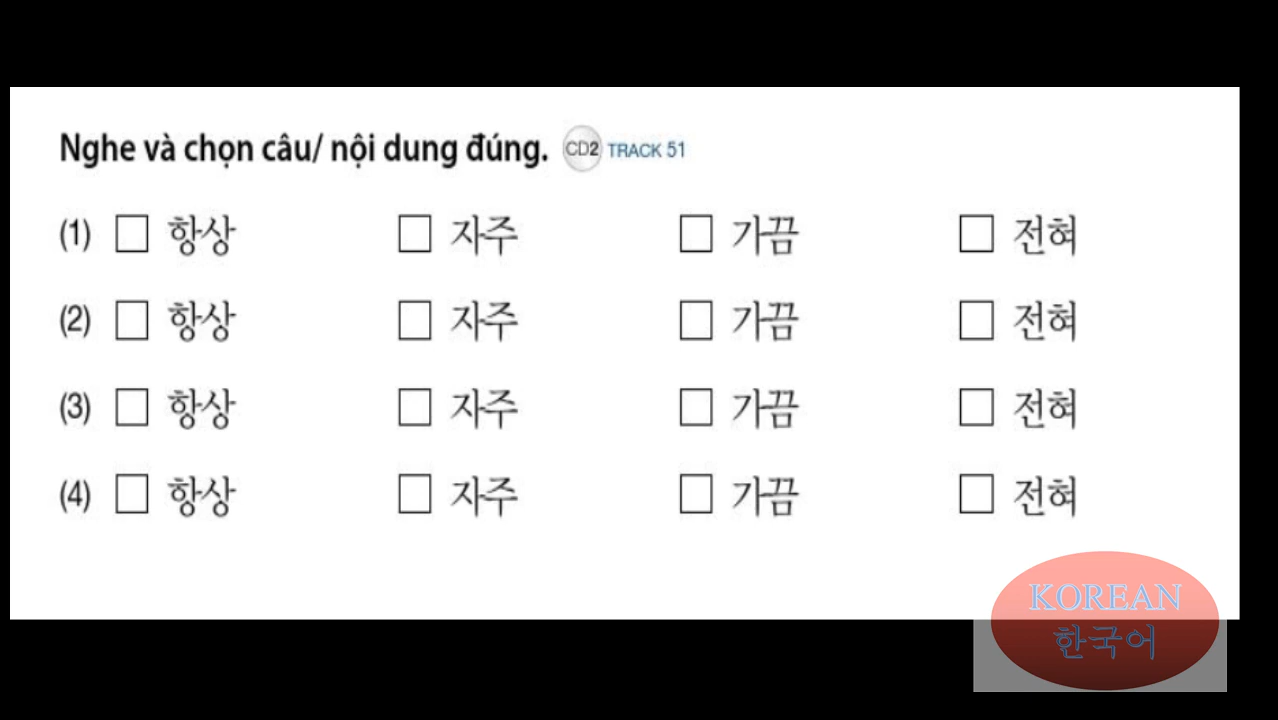 Nghe và chọn câu/ nội dung đúng. CD2 TRACK 51
(1) □ 항상 □ 자주 □ 가끔 □ 전혀
(2) □ 항상 □ 자주 □ 가끔 □ 전혀
(3) □ 항상 □ 자주 □ 가끔 □ 전혀
(4) □ 항상 □ 자주 □ 가끔 □ 전혀
KOREAN
한국어